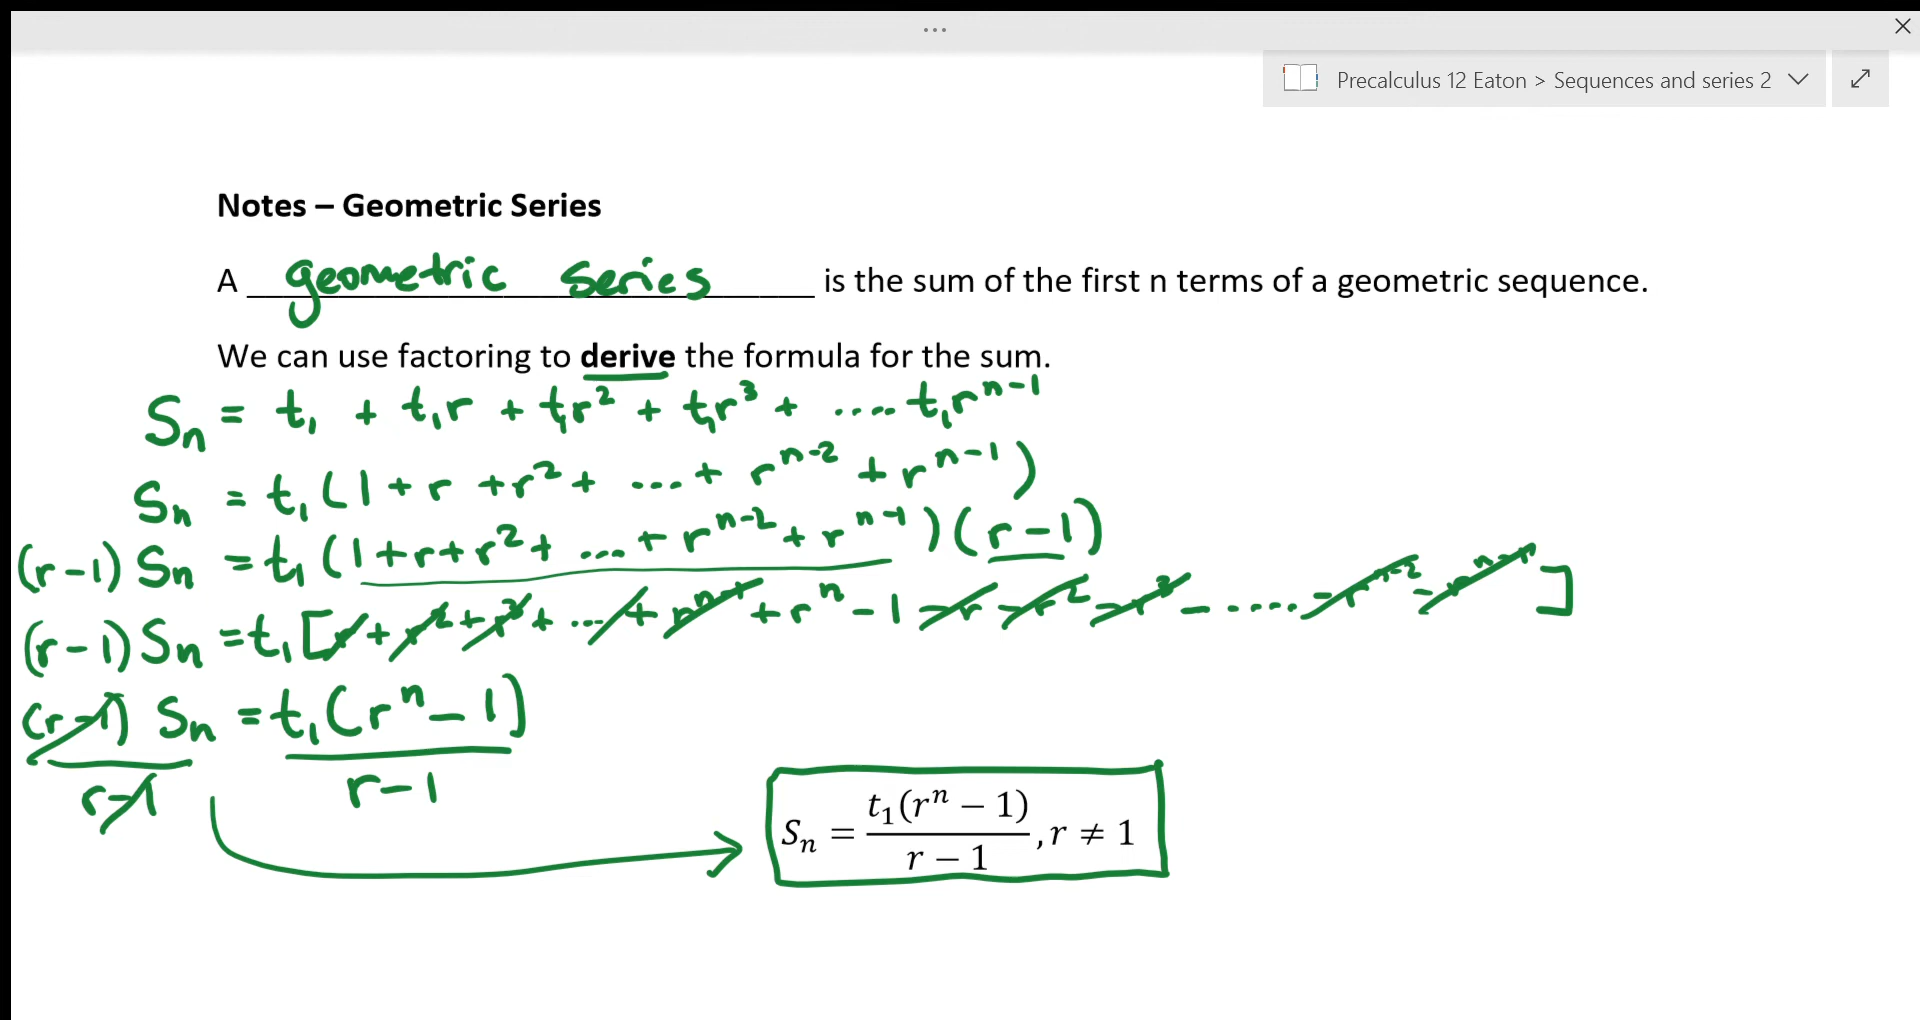 ...
Precalculus 12 Eaton > Sequences and series 2
Notes – Geometric Series
A geometric series is the sum of the first n terms of a geometric sequence.
We can use factoring to derive the formula for the sum.
Sₙ = t₁ + t₁r + t₁r² + t₁r³ + .... t₁rⁿ⁻¹
Sₙ = t₁(1 + r + r² + ... + rⁿ⁻² + rⁿ⁻¹)
(r-1) Sₙ = t₁(1 + r + r² + ... + rⁿ⁻² + rⁿ⁻¹)(r-1)
(r-1) Sₙ = t₁[r + r² + r³ + ... + rⁿ⁻¹ + rⁿ - 1 - r - r² - r³ - ..... - rⁿ⁻² - rⁿ⁻¹]
(r-1) Sₙ = t₁(rⁿ - 1)
r-1 r-1
Sₙ = t₁(rⁿ − 1) / r − 1, r ≠ 1